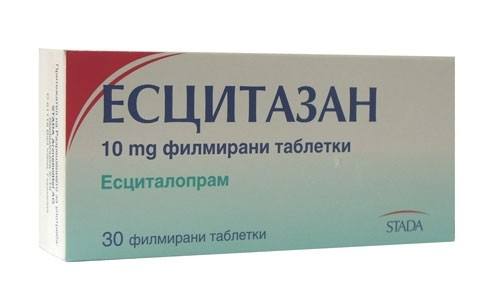 ЕСЦИТАЗАН
10 mg филмирани таблетки
Есциталопрам
30 филмирани таблетки
STADA